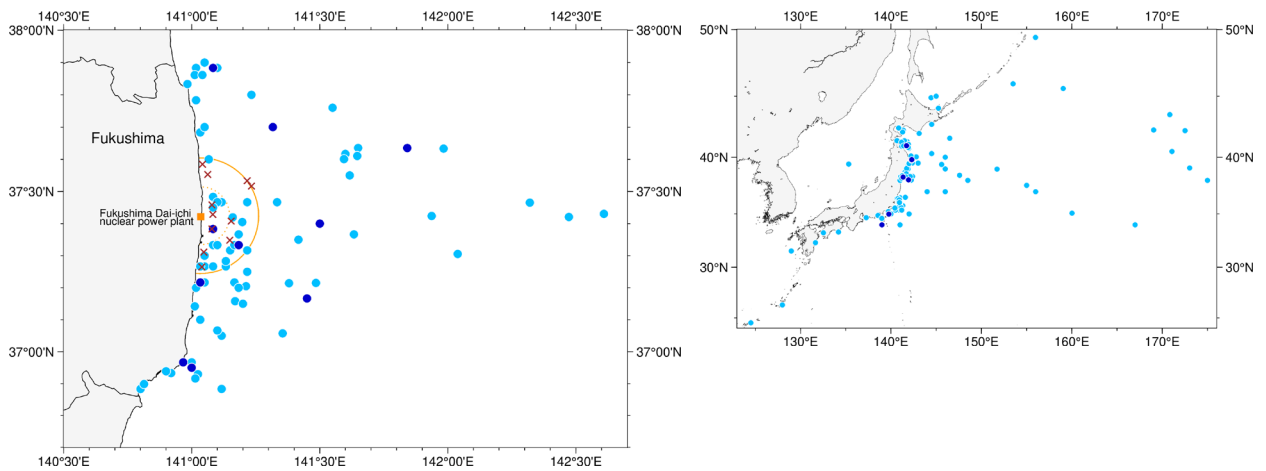 140°30'E 141°00'E 141°30'E 142°00'E 142°30'E
38°00'N 38°00'N
Fukushima
37°30'N 37°30'N
Fukushima Dai-ichi
nuclear power plant
37°00'N 37°00'N
140°30'E 141°00'E 141°30'E 142°00'E 142°30'E
130°E 140°E 150°E 160°E 170°E
50°N 50°N
40°N 40°N
30°N 30°N
130°E 140°E 150°E 160°E 170°E